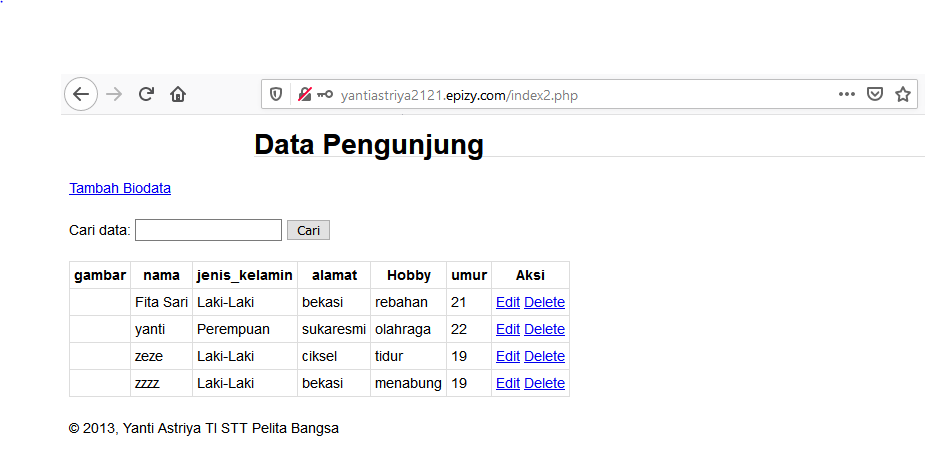 yantiastriya2121.epizy.com/index2.php
Data Pengunjung
Tambah Biodata
Cari data: Cari
gambar nama jenis_kelamin alamat Hobby umur Aksi
Fita Sari Laki-Laki bekasi rebahan 21 Edit Delete
yanti Perempuan sukaresmi olahraga 22 Edit Delete
zeze Laki-Laki ciksel tidur 19 Edit Delete
zzzz Laki-Laki bekasi menabung 19 Edit Delete
© 2013, Yanti Astriya TI STT Pelita Bangsa